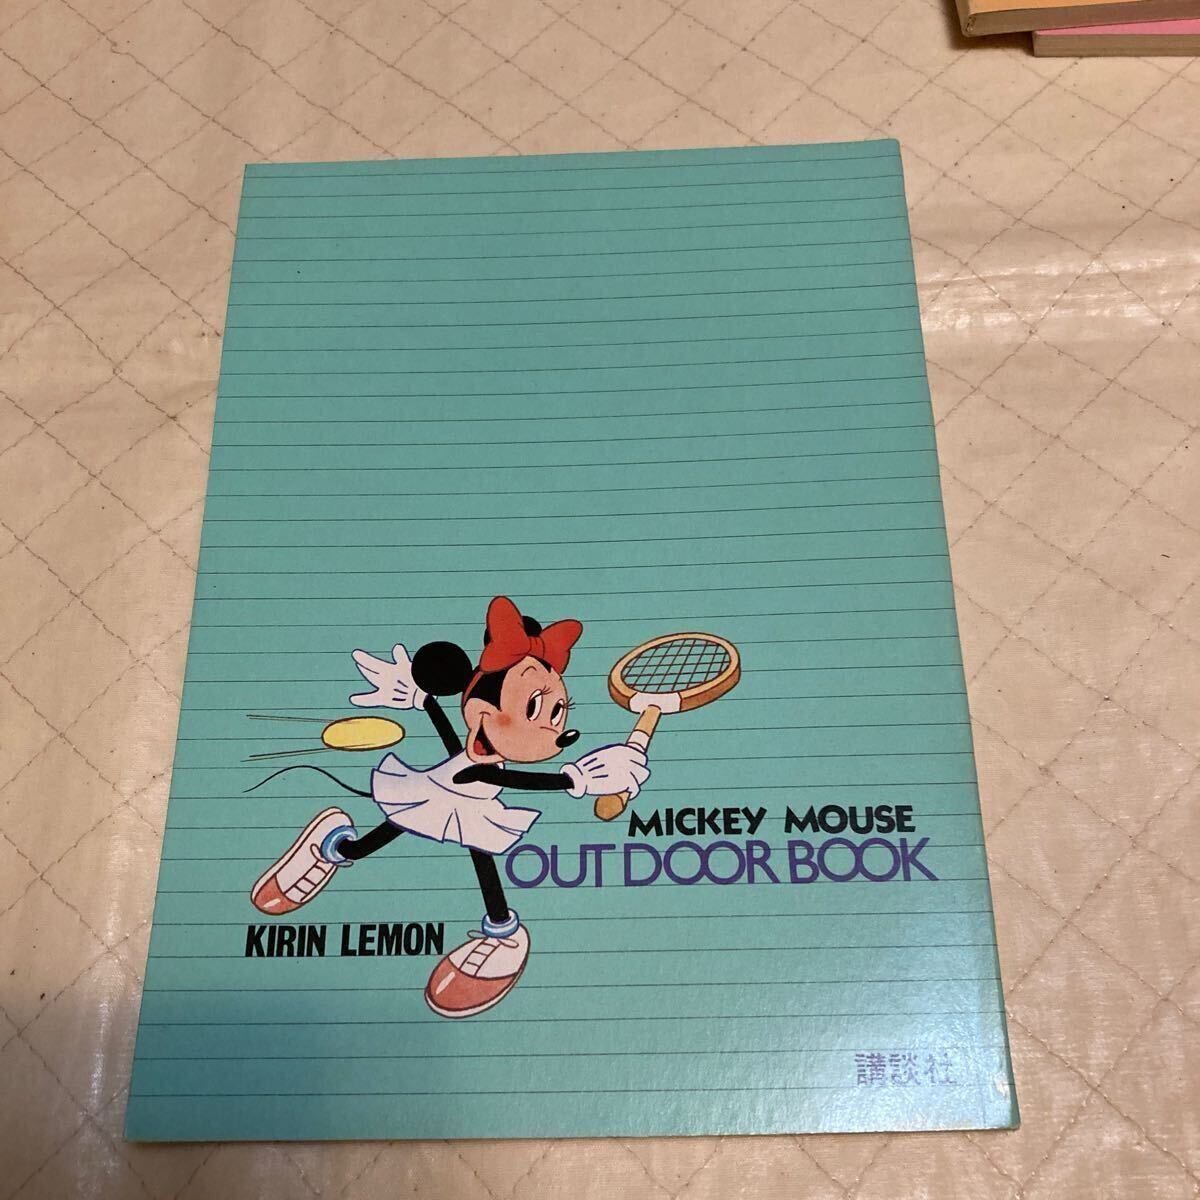 MICKEY MOUSE
OUT DOOR BOOK
KIRIN LEMON
講談社